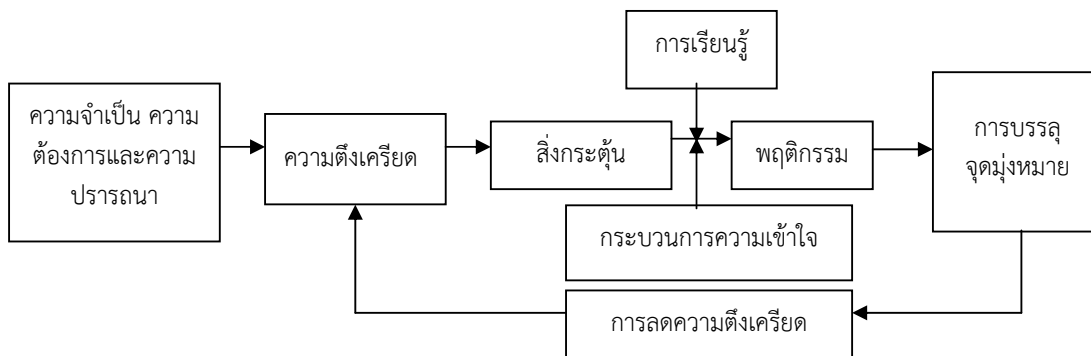 การเรียนรู้
ความจำเป็น ความ
ต้องการและความ
ปรารถนา
ความตึงเครียด
สิ่งกระตุ้น
พฤติกรรม
การบรรลุ
จุดมุ่งหมาย
กระบวนการความเข้าใจ
การลดความตึงเครียด